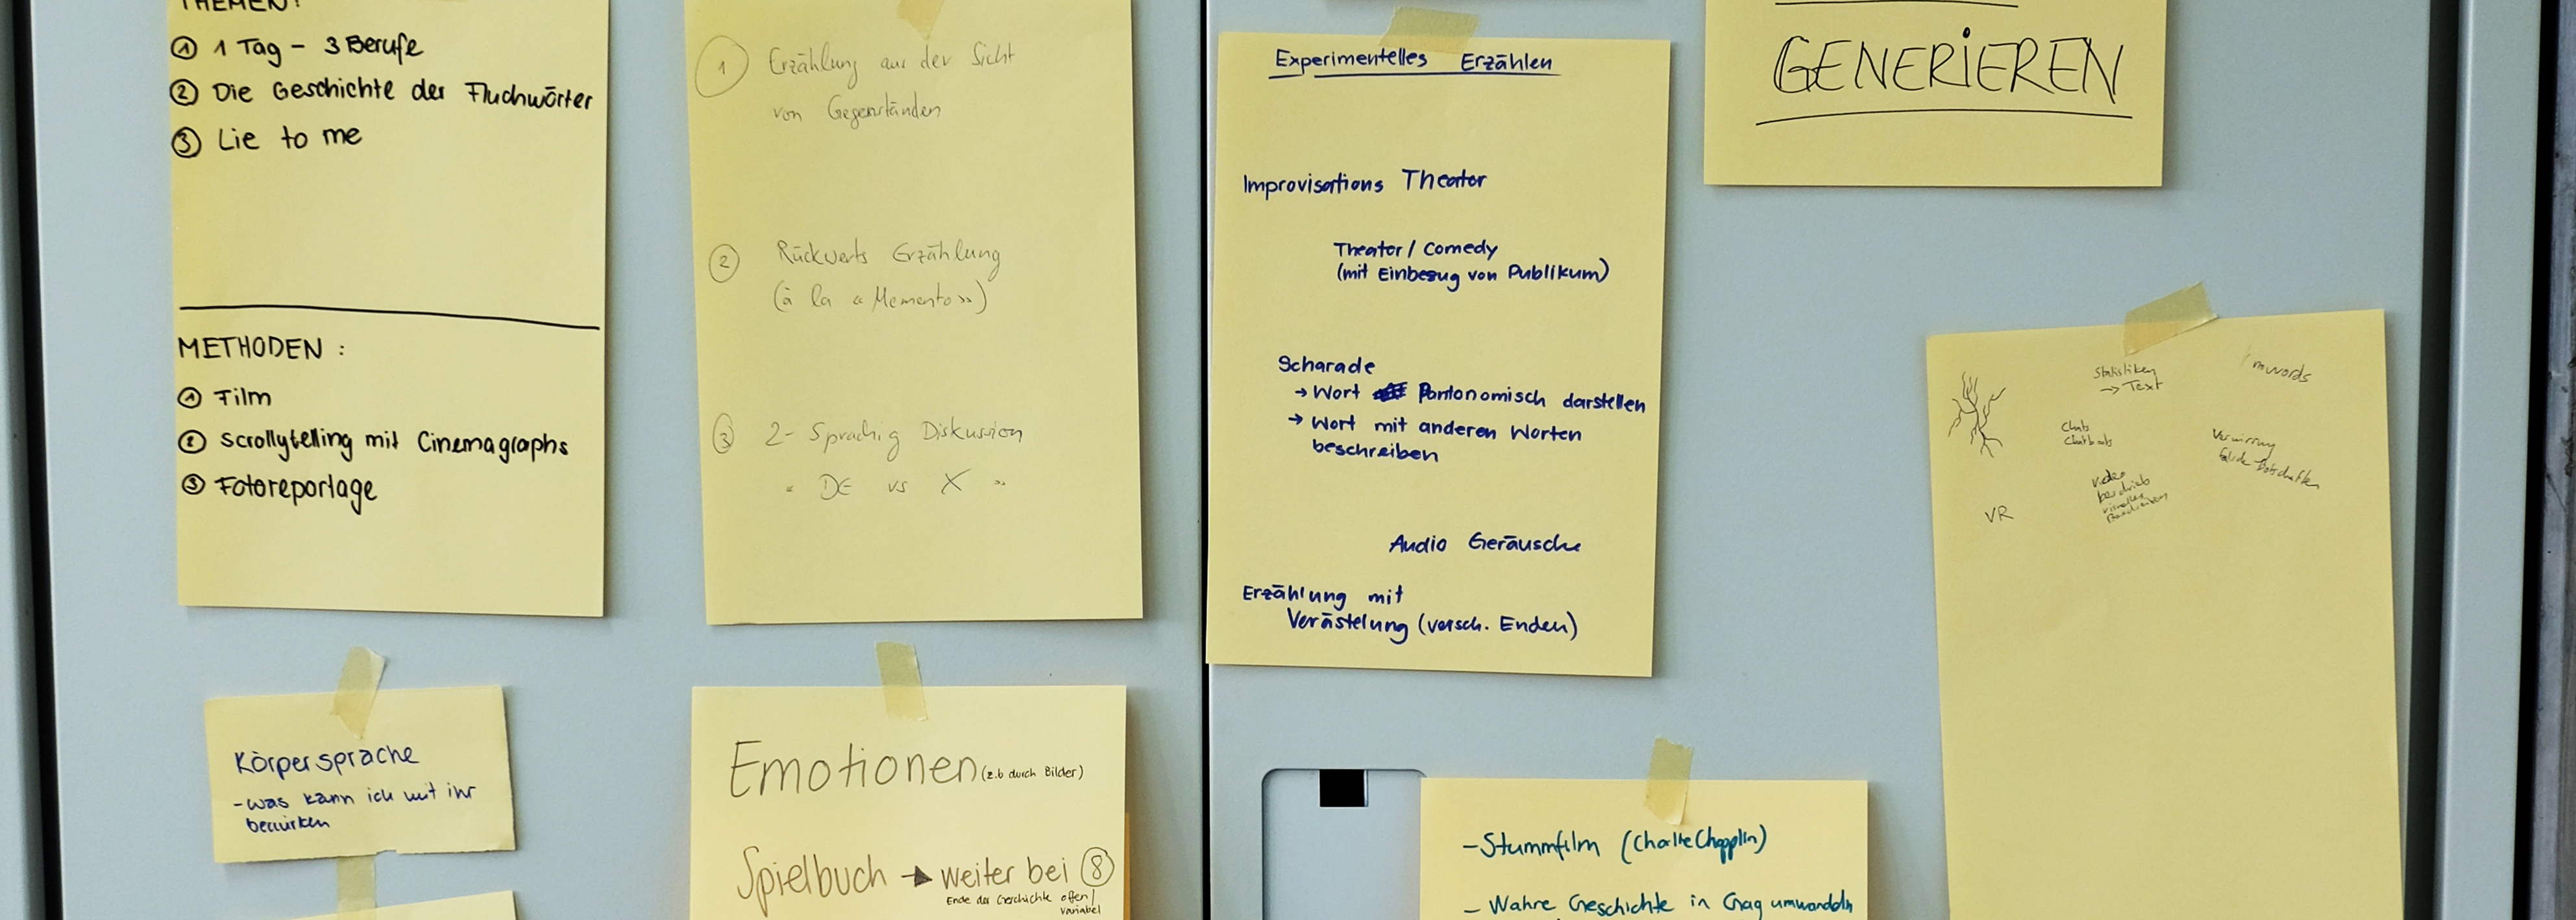 THEMEN:
① 1 Tag - 3 Berufe
② Die Geschichte der Fluchwörter
③ Lie to me
METHODEN :
① Film
② Scrollytelling mit Cinemagraphs
③ Fotoreportage
Körpersprache
- was kann ich mit ihr
bewirken
① Erzählung aus der Sicht
von Gegenständen
② Rückwerts Erzählung
(à la « Memento »)
③ 2- Sprachig Diskussion
" DE vs X "
Emotionen (z.b durch Bilder)
Spielbuch → weiter bei ⑧
Ende der Geschichte offen/
variabel
Experimentelles Erzählen
Improvisations Theater
Theater / Comedy
(mit Einbezug von Publikum)
Scharade
→ Wort Pantonomisch darstellen
→ Wort mit anderen Worten
beschreiben
Audio Geräusche
Erzählung mit
Verästelung (versch. Enden)
- Stummfilm (Charlie Chapplin)
- Wahre Geschichte in Gag umwandeln
GENERIEREN
Statistiken
→ Text
Chats
Chatbots
Verwirrung
falsche Botschaften
VR